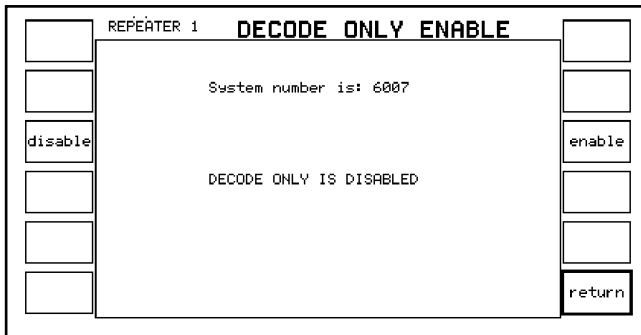 REPEATER 1 DECODE ONLY ENABLE
System number is: 6007
disable
enable
DECODE ONLY IS DISABLED
return